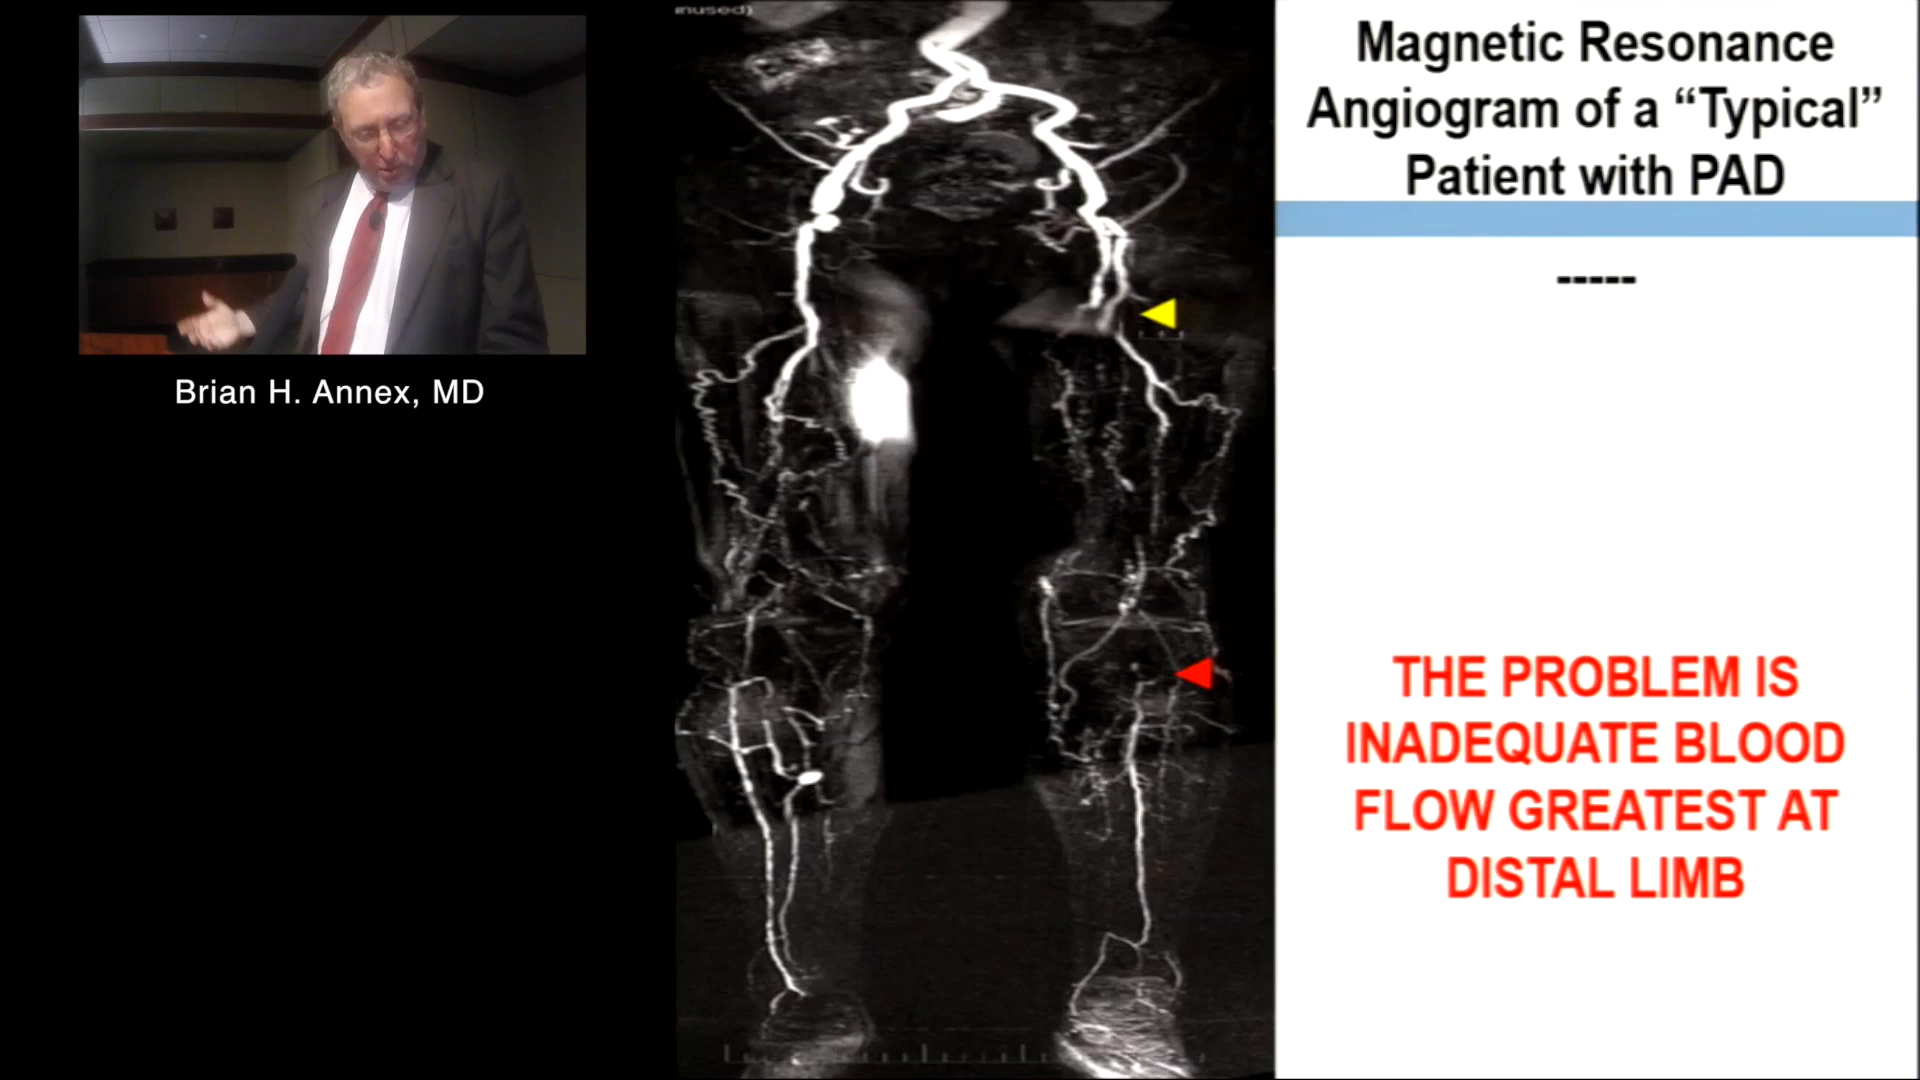 Brian H. Annex, MD
Magnetic Resonance
Angiogram of a “Typical”
Patient with PAD
-----
THE PROBLEM IS
INADEQUATE BLOOD
FLOW GREATEST AT
DISTAL LIMB